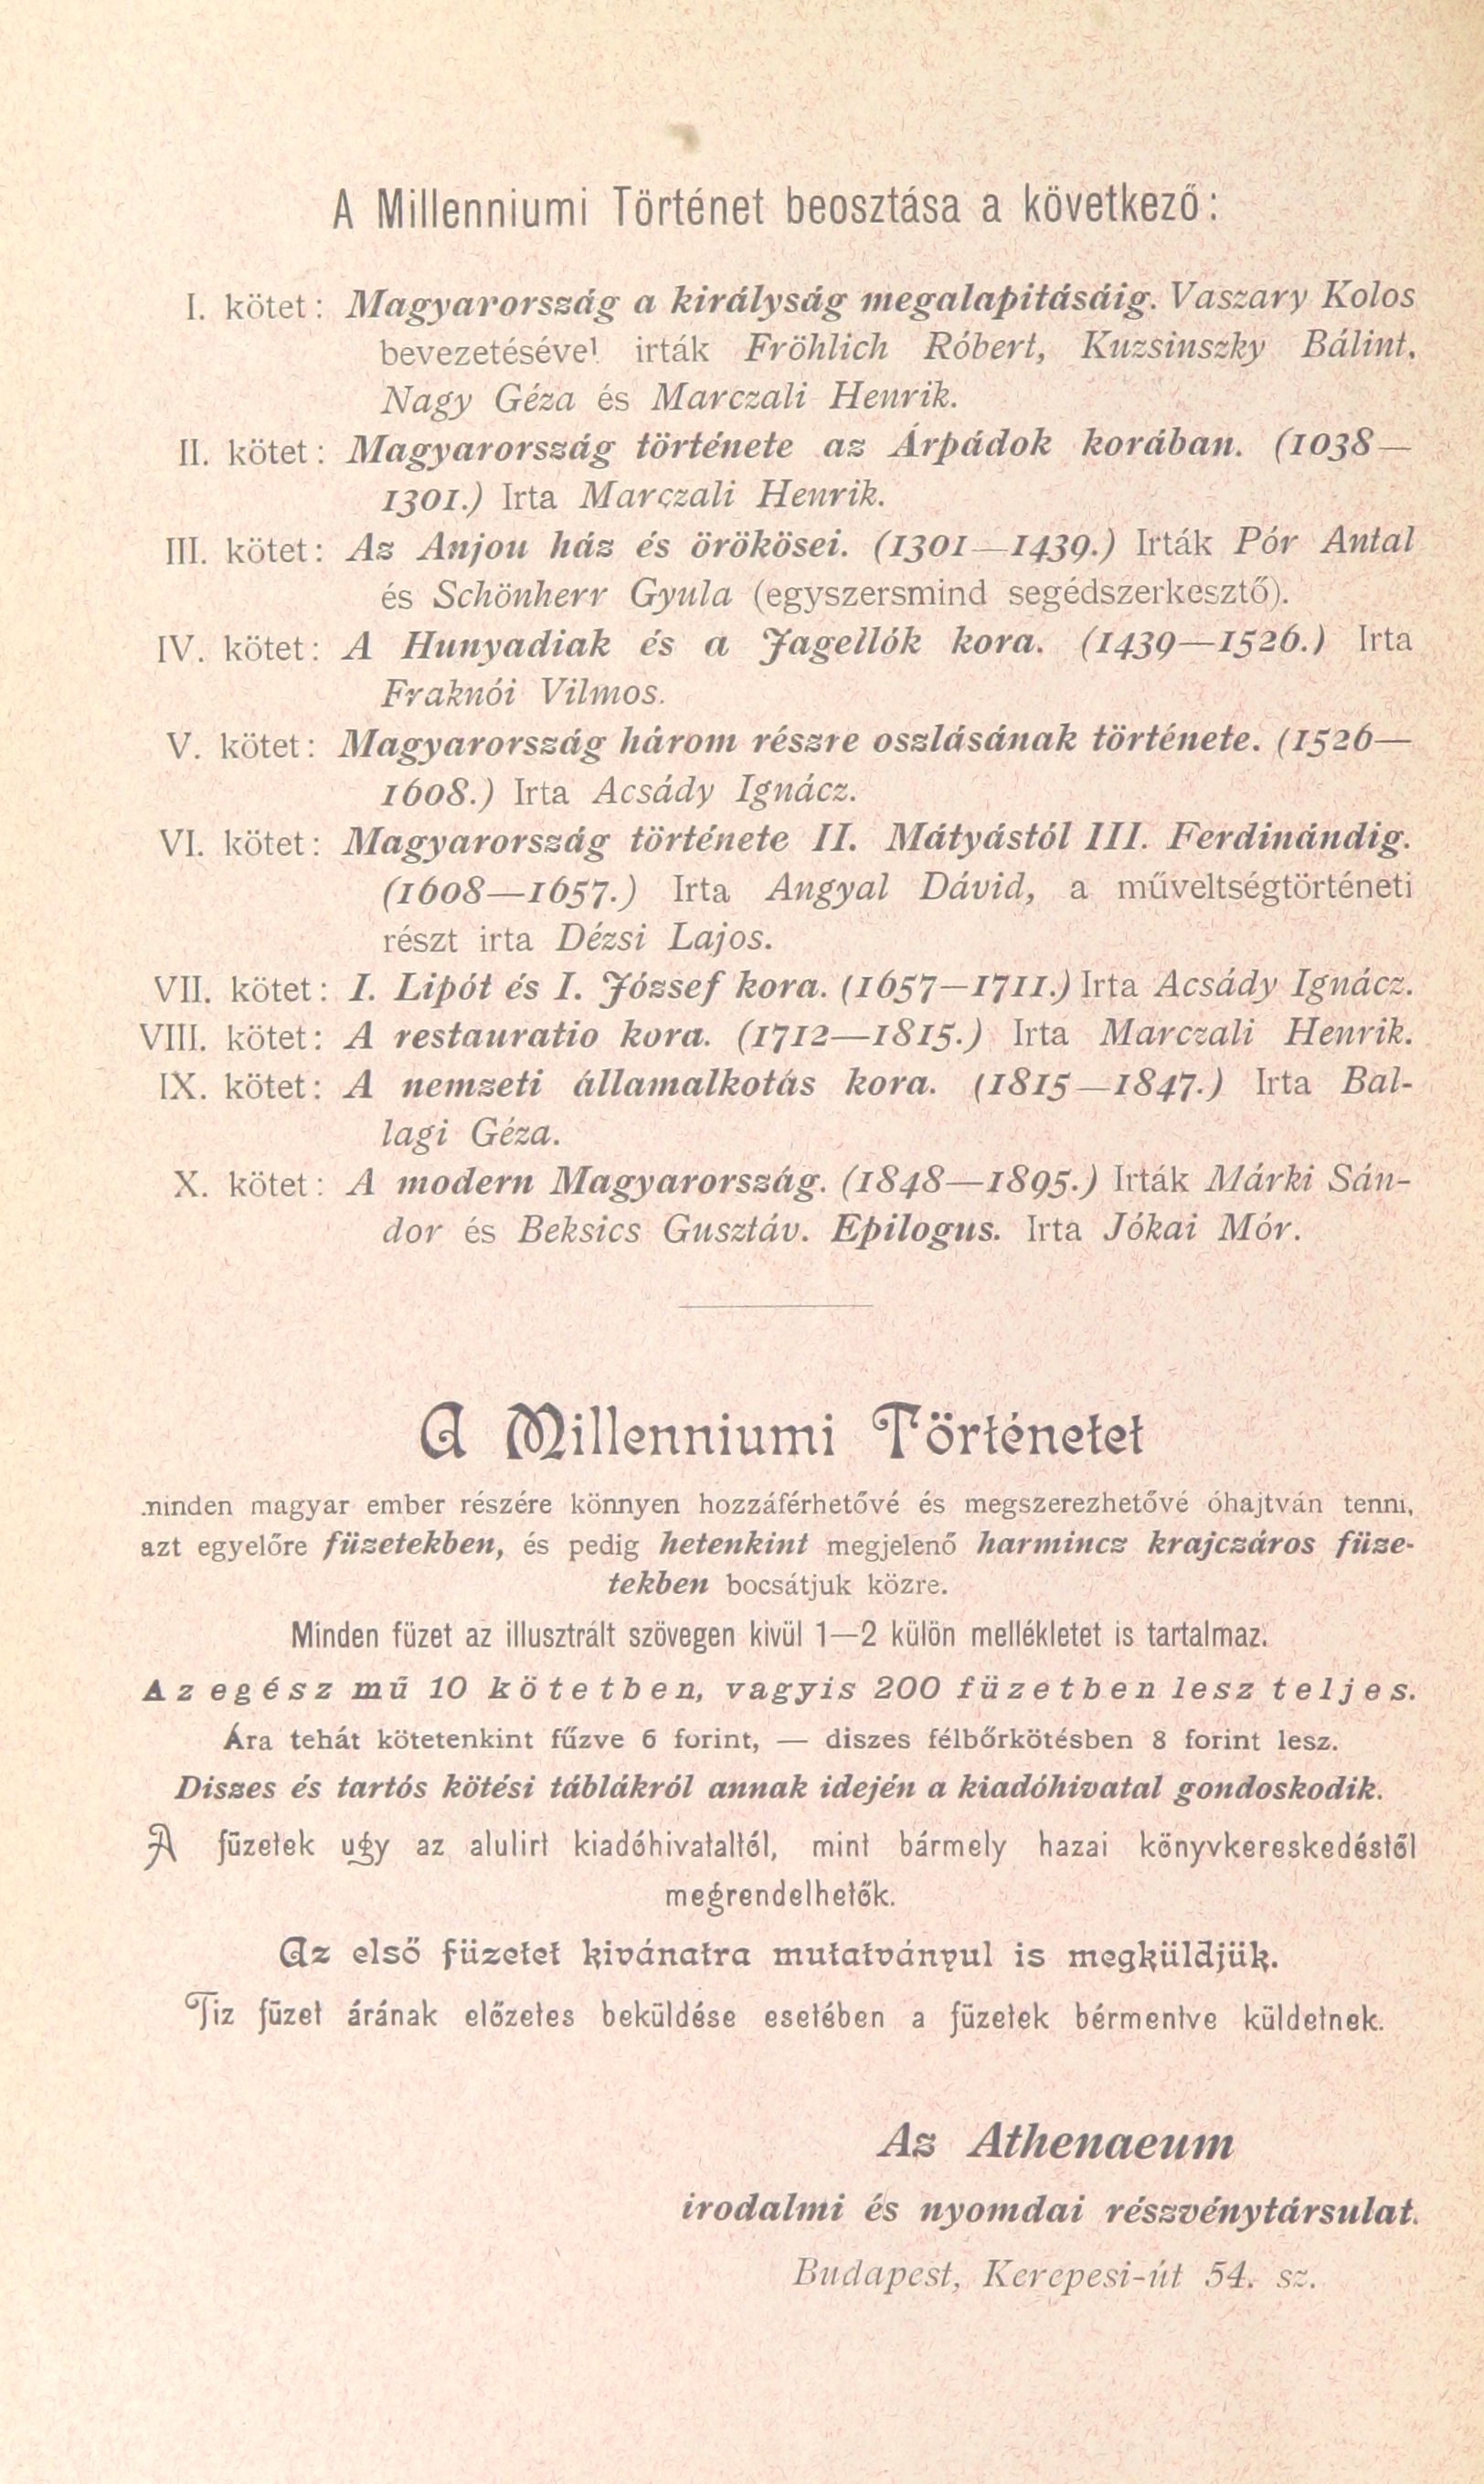 A Millenniumi Történet beosztása a következő:
I. kötet: Magyarország a királyság megalapitásáig. Vaszary Kolos
bevezetésével irták Fröhlich Róbert, Kuzsinszky Bálint,
Nagy Géza és Marczali Henrik.
II. kötet: Magyarország története az Árpádok korában. (1038—
1301.) Irta Marczali Henrik.
III. kötet: Az Anjou ház és örökösei. (1301—1439.) Irták Pór Antal
és Schönherr Gyula (egyszersmind segédszerkesztő).
IV. kötet: A Hunyadiak és a Jagellók kora. (1439—1526.) Irta
Fraknói Vilmos.
V. kötet: Magyarország három részre oszlásának története. (1526—
1608.) Irta Acsády Ignácz.
VI. kötet: Magyarország története II. Mátyástól III. Ferdinándig.
(1608—1657.) Irta Angyal Dávid, a műveltségtörténeti
részt irta Dézsi Lajos.
VII. kötet: I. Lipót és I. József kora. (1657—1711.) Irta Acsády Ignácz.
VIII. kötet: A restauratio kora. (1712—1815.) Irta Marczali Henrik.
IX. kötet: A nemzeti államalkotás kora. (1815—1847.) Irta Bal-
lagi Géza.
X. kötet: A modern Magyarország. (1848—1895.) Irták Márki Sán-
dor és Beksics Gusztáv. Epilogus. Irta Jókai Mór.
A Millenniumi Történetet
minden magyar ember részére könnyen hozzáférhetővé és megszerezhetővé óhajtván tenni,
azt egyelőre füzetekben, és pedig hetenkint megjelenő harmincz krajczáros füze-
tekben bocsátjuk közre.
Minden füzet az illusztrált szövegen kivül 1—2 külön mellékletet is tartalmaz.
Az egész mű 10 kötetben, vagyis 200 füzetben lesz teljes.
Ára tehát kötetenkint fűzve 6 forint, — diszes félbőrkötésben 8 forint lesz.
Diszes és tartós kötési táblákról annak idején a kiadóhivatal gondoskodik.
A füzetek ugy az alulirt kiadóhivataltól, mint bármely hazai könyvkereskedéstől
megrendelhetők.
Az első füzetet kivánatra mutatványul is megküldjük.
Tiz füzet árának előzetes beküldése esetében a füzetek bérmentve küldetnek.
Az Athenaeum
irodalmi és nyomdai részvénytársulat.
Budapest, Kerepesi-út 54. sz.